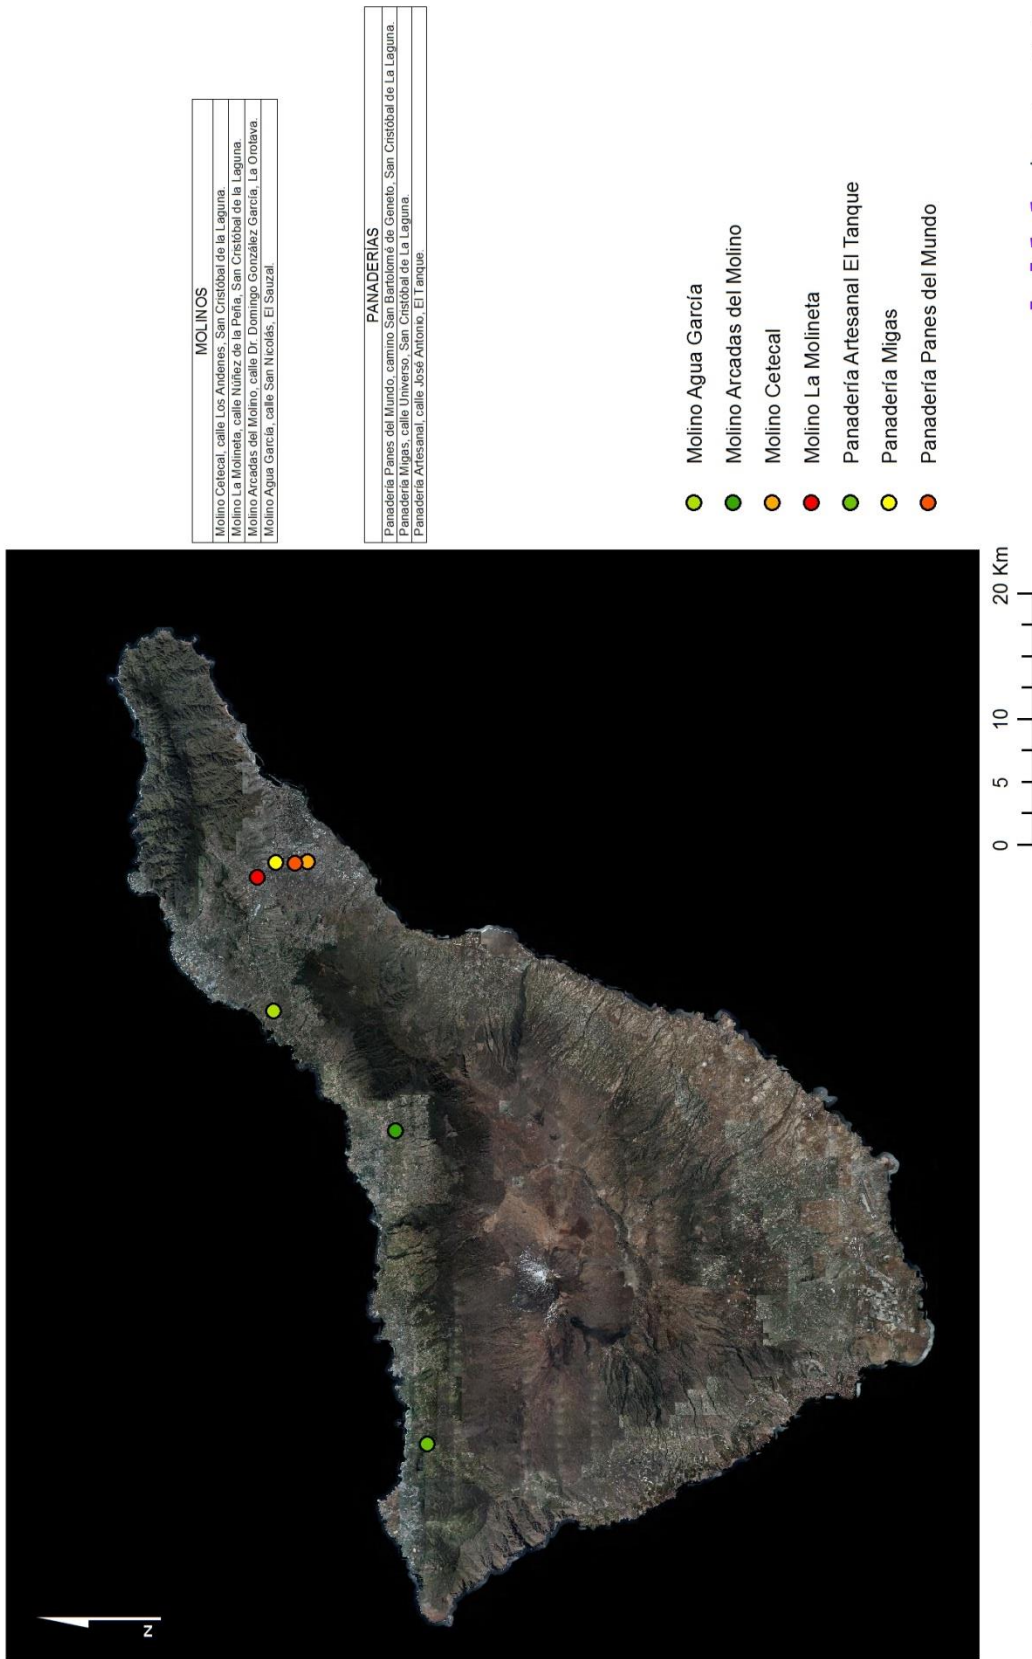 MOLINOS
Molino Cetecal, calle Los Andenes, San Cristóbal de la Laguna.
Molino La Molineta, calle Núñez de la Peña, San Cristóbal de la Laguna.
Molino Arcadas del Molino, calle Dr. Domingo González García, La Orotava.
Molino Agua García, calle San Nicolás, El Sauzal.
PANADERÍAS
Panadería Panes del Mundo, camino San Bartolomé de Geneto, San Cristóbal de La Laguna.
Panadería Migas, calle Universo, San Cristóbal de La Laguna.
Panadería Artesanal, calle José Antonio, El Tanque.
Molino Agua García
Molino Arcadas del Molino
Molino Cetecal
Molino La Molineta
Panadería Artesanal El Tanque
Panadería Migas
Panadería Panes del Mundo
N
0 5 10 20 Km